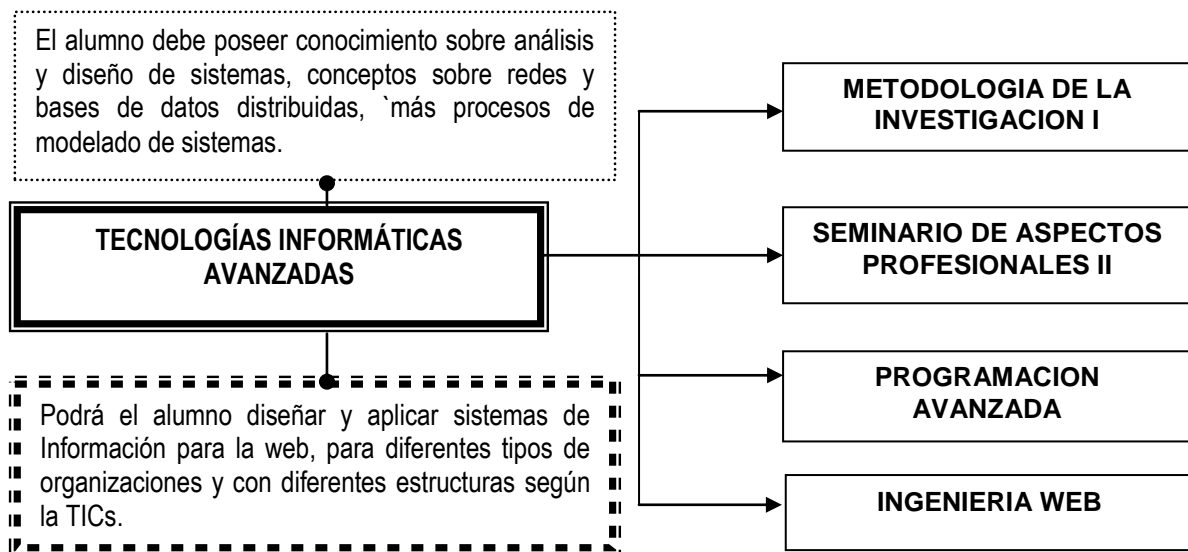 El alumno debe poseer conocimiento sobre análisis
y diseño de sistemas, conceptos sobre redes y
bases de datos distribuidas, `más procesos de
modelado de sistemas.
TECNOLOGÍAS INFORMÁTICAS
AVANZADAS
Podrá el alumno diseñar y aplicar sistemas de
Información para la web, para diferentes tipos de
organizaciones y con diferentes estructuras según
la TICs.
METODOLOGIA DE LA
INVESTIGACION I
SEMINARIO DE ASPECTOS
PROFESIONALES II
PROGRAMACION
AVANZADA
INGENIERIA WEB